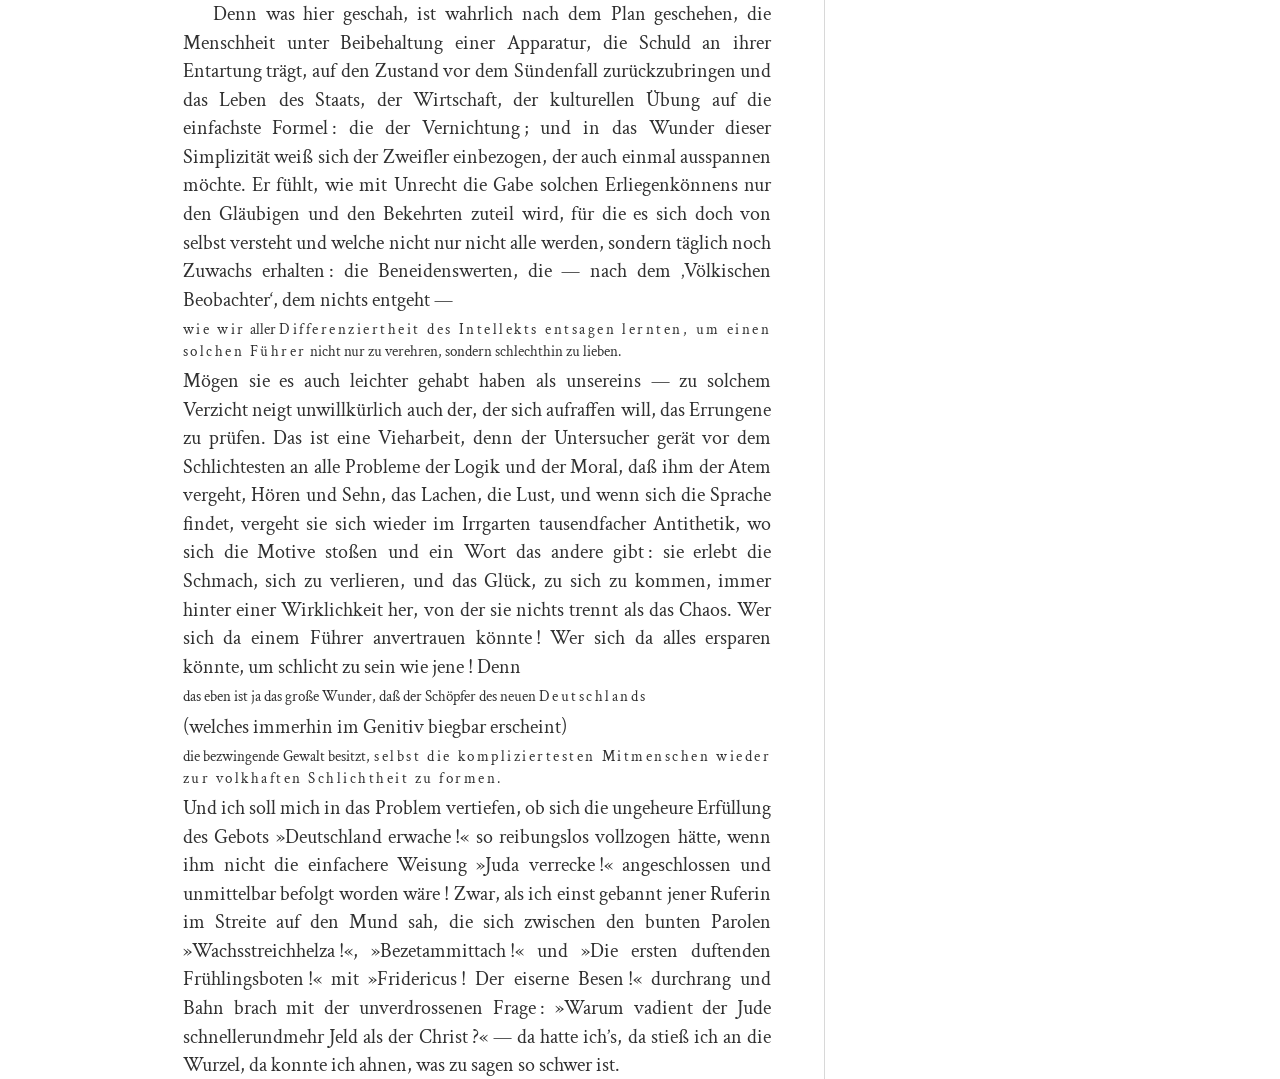 Denn was hier geschah, ist wahrlich nach dem Plan geschehen, die
Menschheit unter Beibehaltung einer Apparatur, die Schuld an ihrer
Entartung trägt, auf den Zustand vor dem Sündenfall zurückzubringen und
das Leben des Staats, der Wirtschaft, der kulturellen Übung auf die
einfachste Formel : die der Vernichtung ; und in das Wunder dieser
Simplizität weiß sich der Zweifler einbezogen, der auch einmal ausspannen
möchte. Er fühlt, wie mit Unrecht die Gabe solchen Erliegenkönnens nur
den Gläubigen und den Bekehrten zuteil wird, für die es sich doch von
selbst versteht und welche nicht nur nicht alle werden, sondern täglich noch
Zuwachs erhalten : die Beneidenswerten, die — nach dem ‚Völkischen
Beobachter‘, dem nichts entgeht —
wie wir aller Differenziertheit des Intellekts entsagen lernten, um einen
solchen Führer nicht nur zu verehren, sondern schlechthin zu lieben.
Mögen sie es auch leichter gehabt haben als unsereins — zu solchem
Verzicht neigt unwillkürlich auch der, der sich aufraffen will, das Errungene
zu prüfen. Das ist eine Vieharbeit, denn der Untersucher gerät vor dem
Schlichtesten an alle Probleme der Logik und der Moral, daß ihm der Atem
vergeht, Hören und Sehn, das Lachen, die Lust, und wenn sich die Sprache
findet, vergeht sie sich wieder im Irrgarten tausendfacher Antithetik, wo
sich die Motive stoßen und ein Wort das andere gibt : sie erlebt die
Schmach, sich zu verlieren, und das Glück, zu sich zu kommen, immer
hinter einer Wirklichkeit her, von der sie nichts trennt als das Chaos. Wer
sich da einem Führer anvertrauen könnte ! Wer sich da alles ersparen
könnte, um schlicht zu sein wie jene ! Denn
das eben ist ja das große Wunder, daß der Schöpfer des neuen Deutschlands
(welches immerhin im Genitiv biegbar erscheint)
die bezwingende Gewalt besitzt, selbst die kompliziertesten Mitmenschen wieder
zur volkhaften Schlichtheit zu formen.
Und ich soll mich in das Problem vertiefen, ob sich die ungeheure Erfüllung
des Gebots »Deutschland erwache !« so reibungslos vollzogen hätte, wenn
ihm nicht die einfachere Weisung »Juda verrecke !« angeschlossen und
unmittelbar befolgt worden wäre ! Zwar, als ich einst gebannt jener Ruferin
im Streite auf den Mund sah, die sich zwischen den bunten Parolen
»Wachsstreichhelza !«, »Bezetammittach !« und »Die ersten duftenden
Frühlingsboten !« mit »Fridericus ! Der eiserne Besen !« durchrang und
Bahn brach mit der unverdrossenen Frage : »Warum vadient der Jude
schnellerundmehr Jeld als der Christ ?« — da hatte ich’s, da stieß ich an die
Wurzel, da konnte ich ahnen, was zu sagen so schwer ist.